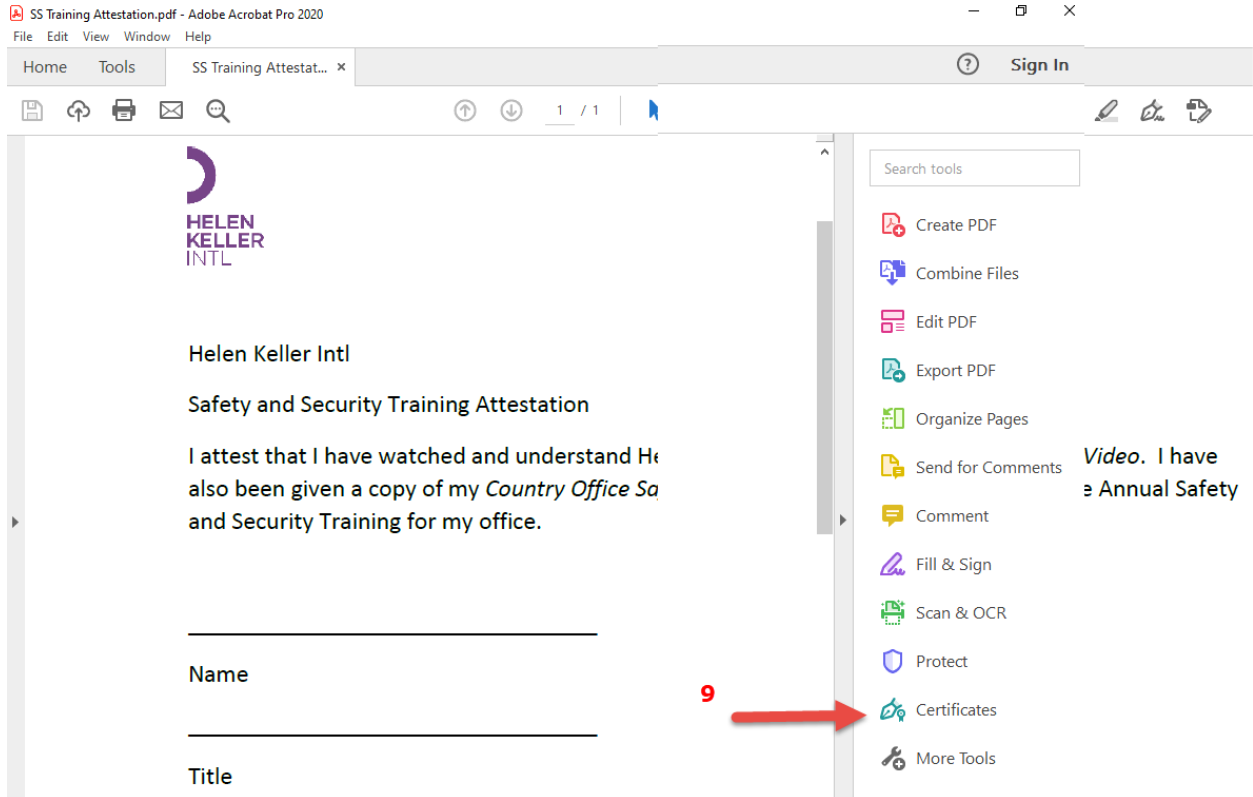 SS Training Attestation.pdf - Adobe Acrobat Pro 2020
File Edit View Window Help
Home Tools SS Training Attestat... ×
? Sign In
1 / 1
HELEN
KELLER
INTL
Helen Keller Intl
Safety and Security Training Attestation
I attest that I have watched and understand He
also been given a copy of my Country Office Sa
and Security Training for my office.
Name
Title
Search tools
Create PDF
Combine Files
Edit PDF
Export PDF
Organize Pages
Send for Comments
Comment
Fill & Sign
Scan & OCR
Protect
9
Certificates
More Tools
Video. I have
e Annual Safety